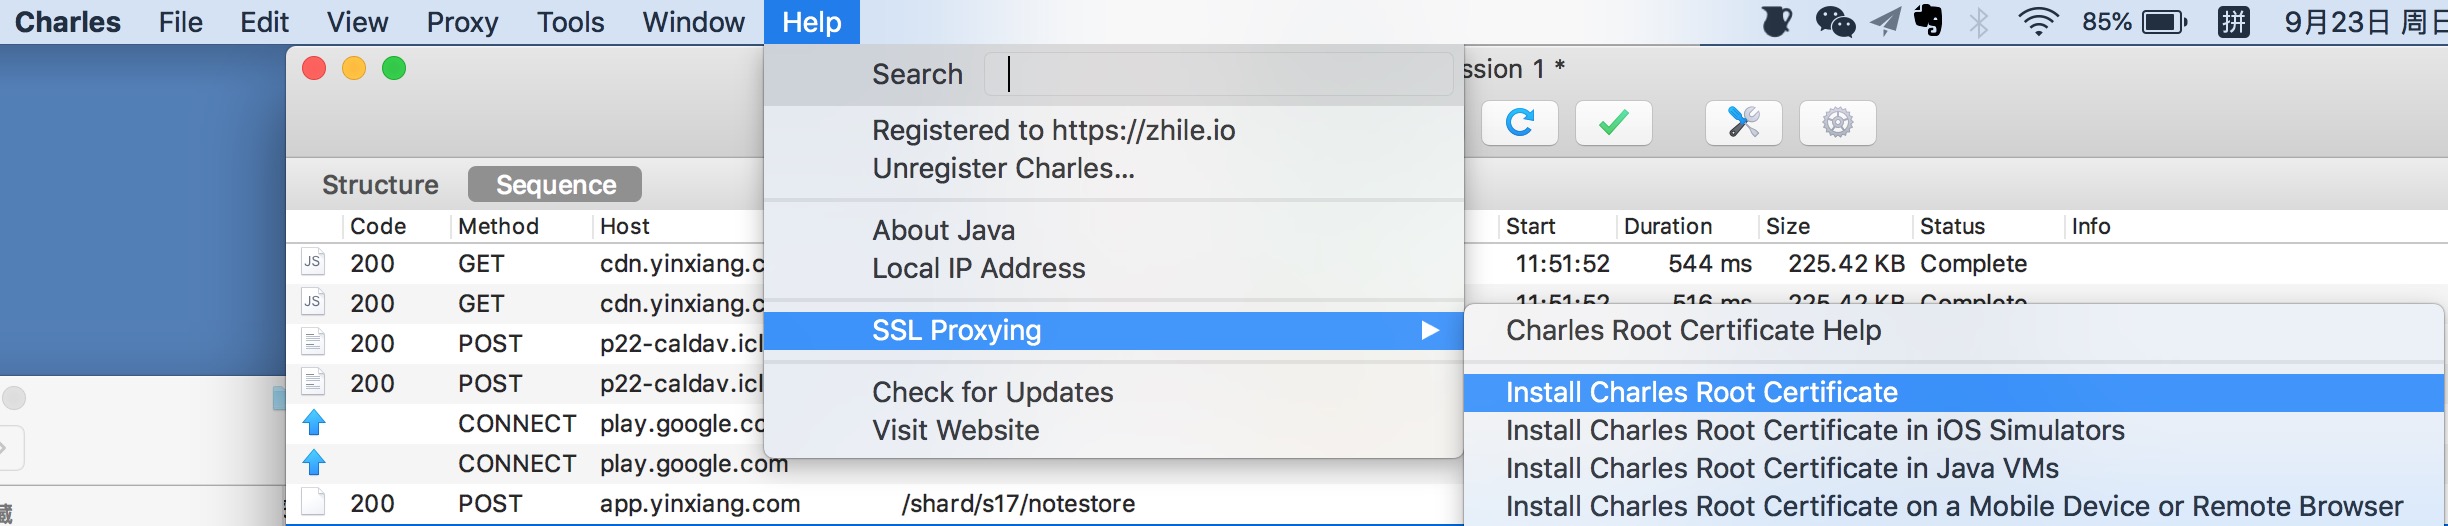 Charles File Edit View Proxy Tools Window Help 85% 拼 9月23日 周日
Search
ssion 1 *
Registered to https://zhile.io
Unregister Charles...
Structure Sequence
About Java
Local IP Address
Code Method Host Start Duration Size Status Info
JS 200 GET cdn.yinxiang.c 11:51:52 544 ms 225.42 KB Complete
JS 200 GET cdn.yinxiang.c 11:51:52 516 ms 225.42 KB Complete
SSL Proxying
Charles Root Certificate Help
200 POST p22-caldav.icl
200 POST p22-caldav.icl
Check for Updates
Install Charles Root Certificate
CONNECT play.google.co
Visit Website
Install Charles Root Certificate in iOS Simulators
CONNECT play.google.com
Install Charles Root Certificate in Java VMs
200 POST app.yinxiang.com /shard/s17/notestore
Install Charles Root Certificate on a Mobile Device or Remote Browser